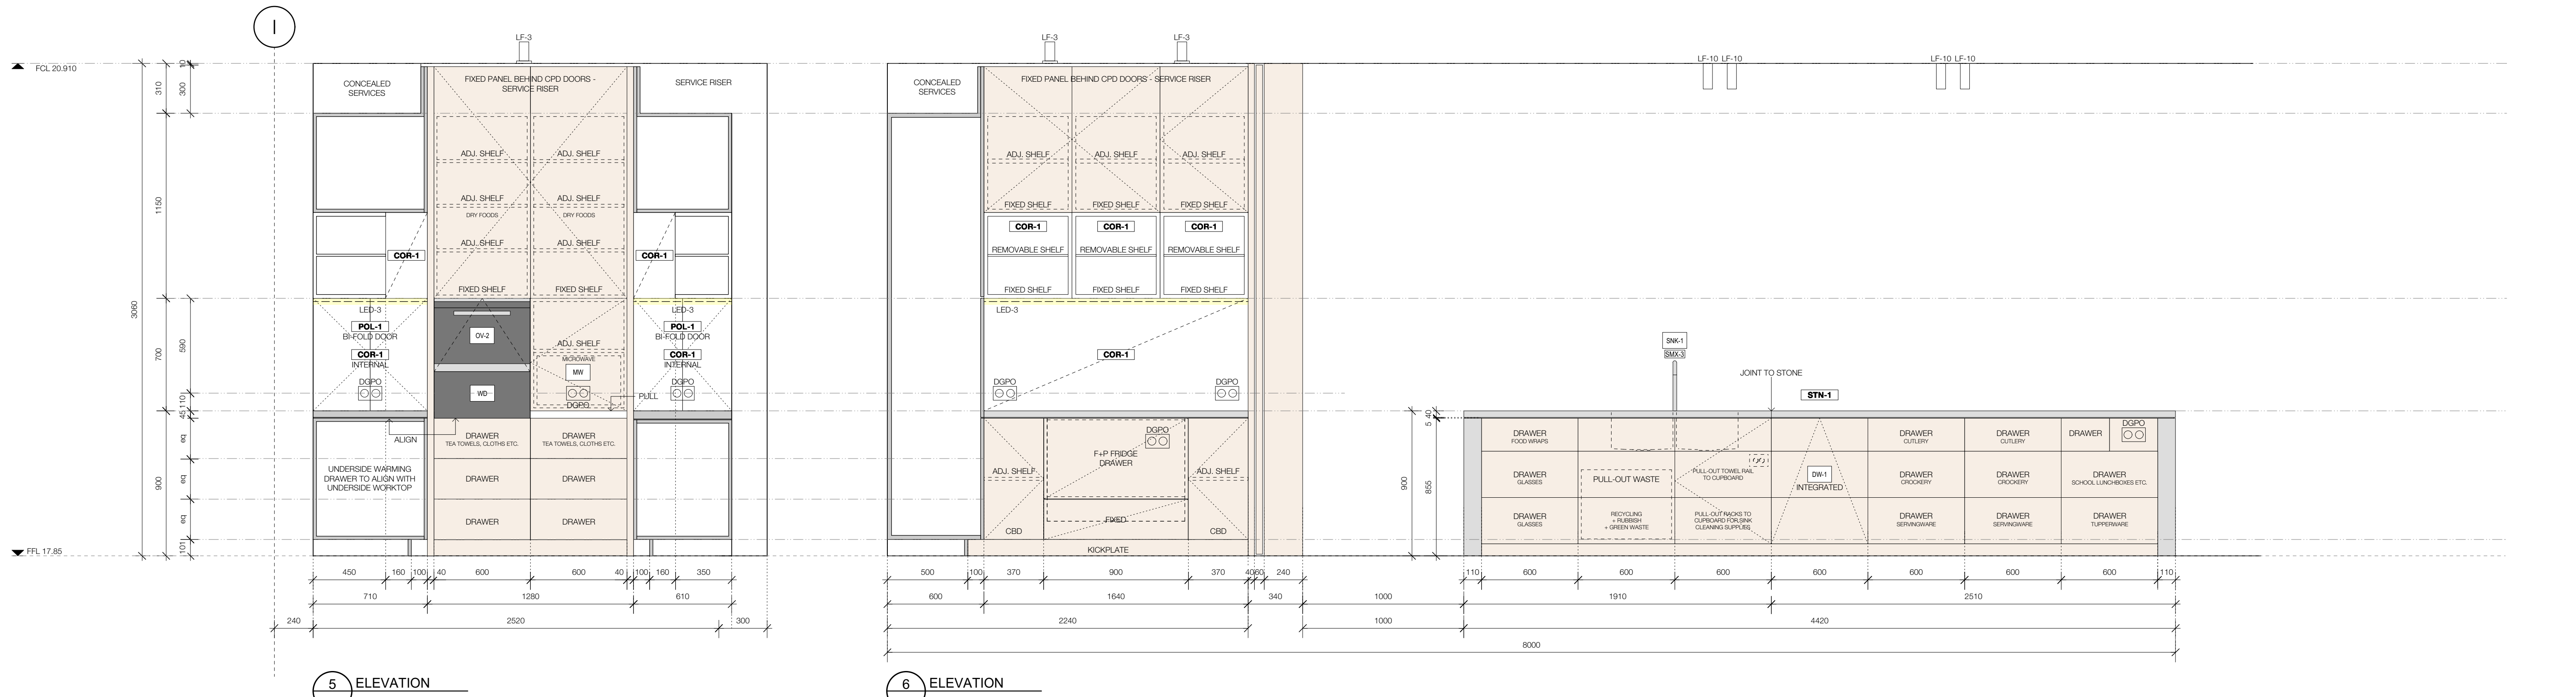 I
LF-3
LF-3
LF-3
FCL 20.910
LF-10 LF-10
LF-10 LF-10
CONCEALED
SERVICES
FIXED PANEL BEHIND CPD DOORS -
SERVICE RISER
SERVICE RISER
CONCEALED
SERVICES
FIXED PANEL BEHIND CPD DOORS - SERVICE RISER
10
300
310
1150
3060
590
700
110
45
eq
eq
eq
900
101
ADJ. SHELF
ADJ. SHELF
ADJ. SHELF
ADJ. SHELF
DRY FOODS
DRY FOODS
ADJ. SHELF
ADJ. SHELF
COR-1
COR-1
FIXED SHELF
FIXED SHELF
LED-3
POL-1
BI-FOLD DOOR
COR-1
INTERNAL
DGPO
OV-2
WD
ADJ. SHELF
MICROWAVE
MW
DGPO
LED-3
POL-1
BI-FOLD DOOR
COR-1
INTERNAL
DGPO
PULL
ALIGN
UNDERSIDE WARMING
DRAWER TO ALIGN WITH
UNDERSIDE WORKTOP
DRAWER
TEA TOWELS, CLOTHS ETC.
DRAWER
TEA TOWELS, CLOTHS ETC.
DRAWER
DRAWER
DRAWER
DRAWER
FFL 17.85
450
160
100
40
600
600
40
100
160
350
710
1280
610
240
2520
300
5 ELEVATION
ADJ. SHELF
ADJ. SHELF
ADJ. SHELF
FIXED SHELF
FIXED SHELF
FIXED SHELF
COR-1
COR-1
COR-1
REMOVABLE SHELF
REMOVABLE SHELF
REMOVABLE SHELF
FIXED SHELF
FIXED SHELF
FIXED SHELF
LED-3
COR-1
DGPO
DGPO
DGPO
F+P FRIDGE
DRAWER
ADJ. SHELF
ADJ. SHELF
FIXED
CBD
CBD
KICKPLATE
500
100
370
900
370
40
60
240
600
1640
340
1000
2240
1000
4420
8000
6 ELEVATION
SNK-1
SMX-3
JOINT TO STONE
STN-1
40
5
900
855
DRAWER
FOOD WRAPS
DRAWER
CUTLERY
DRAWER
CUTLERY
DRAWER
DGPO
DRAWER
GLASSES
PULL-OUT WASTE
PULL-OUT TOWEL RAIL
TO CUPBOARD
DW-1
INTEGRATED
DRAWER
CROCKERY
DRAWER
CROCKERY
DRAWER
SCHOOL LUNCHBOXES ETC.
DRAWER
GLASSES
RECYCLING
+ RUBBISH
+ GREEN WASTE
PULL-OUT RACKS TO
CUPBOARD FOR SINK
CLEANING SUPPLIES
DRAWER
SERVINGWARE
DRAWER
SERVINGWARE
DRAWER
TUPPERWARE
110
600
600
600
600
600
600
600
110
1910
2510